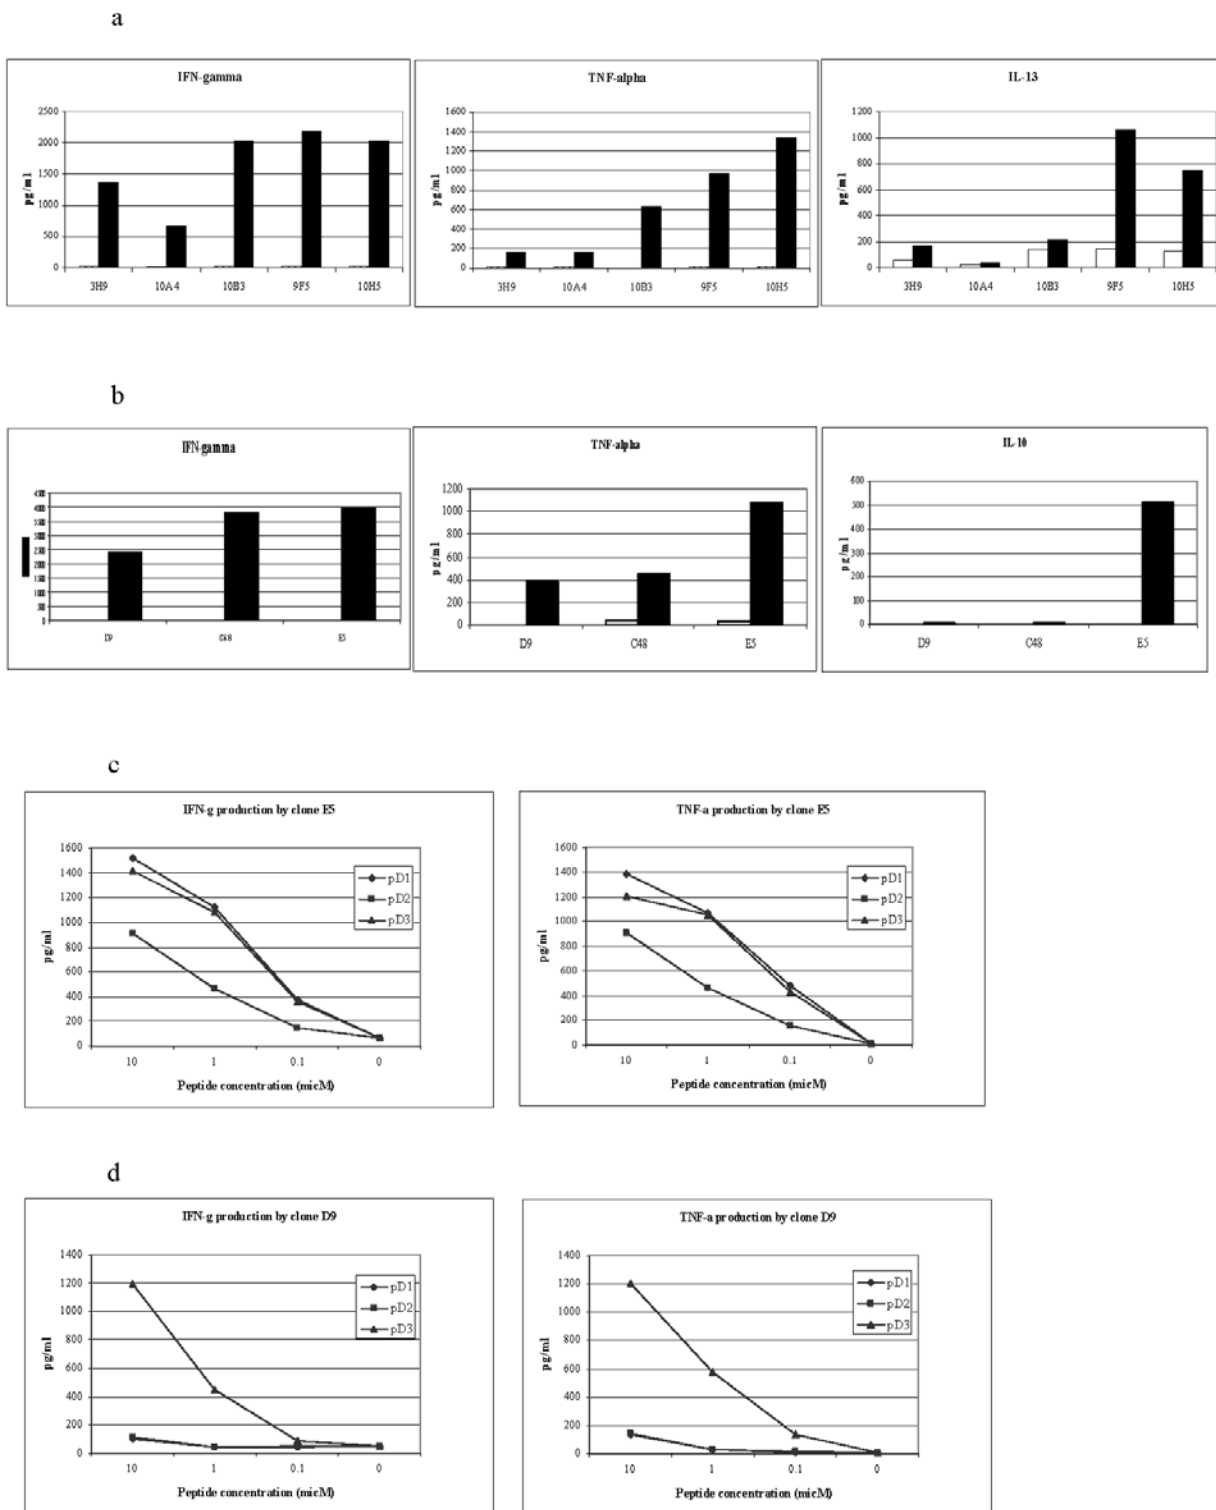 a
IFN-gamma
2500
2000
1500
1000
500
0
pg/ml
3H9 10A4 10B3 9F5 10H5
TNF-alpha
1600
1400
1200
1000
800
600
400
200
0
pg/ml
3H9 10A4 10B3 9F5 10H5
IL-13
1200
1000
800
600
400
200
0
pg/ml
3H9 10A4 10B3 9F5 10H5
b
IFN-gamma
D9 C48 E5
TNF-alpha
1200
1000
800
600
400
200
0
pg/ml
D9 C48 E5
IL-10
600
500
400
300
200
100
0
pg/ml
D9 C48 E5
c
IFN-g production by clone E5
1600
1400
1200
1000
800
600
400
200
0
pg/ml
pD1
pD2
pD3
10 1 0.1 0
Peptide concentration (micM)
TNF-a production by clone E5
1600
1400
1200
1000
800
600
400
200
0
pg/ml
pD1
pD2
pD3
10 1 0.1 0
Peptide concentration (micM)
d
IFN-g production by clone D9
1400
1200
1000
800
600
400
200
0
pg/ml
pD1
pD2
pD3
10 1 0.1 0
Peptide concentration (micM)
TNF-a production by clone D9
1400
1200
1000
800
600
400
200
0
pg/ml
pD1
pD2
pD3
10 1 0.1 0
Peptide concentration (micM)